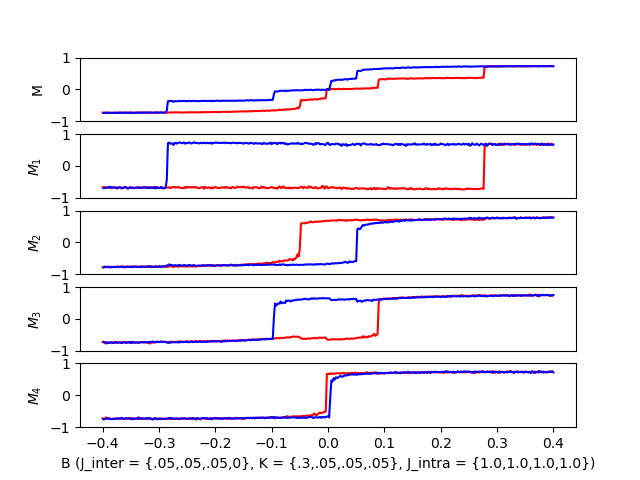 1
0
−1
M
1
0
−1
M₁
1
0
−1
M₂
1
0
−1
M₃
1
0
−1
M₄
−0.4 −0.3 −0.2 −0.1 0.0 0.1 0.2 0.3 0.4
B (J_inter = {.05,.05,.05,0}, K = {.3,.05,.05,.05}, J_intra = {1.0,1.0,1.0,1.0})